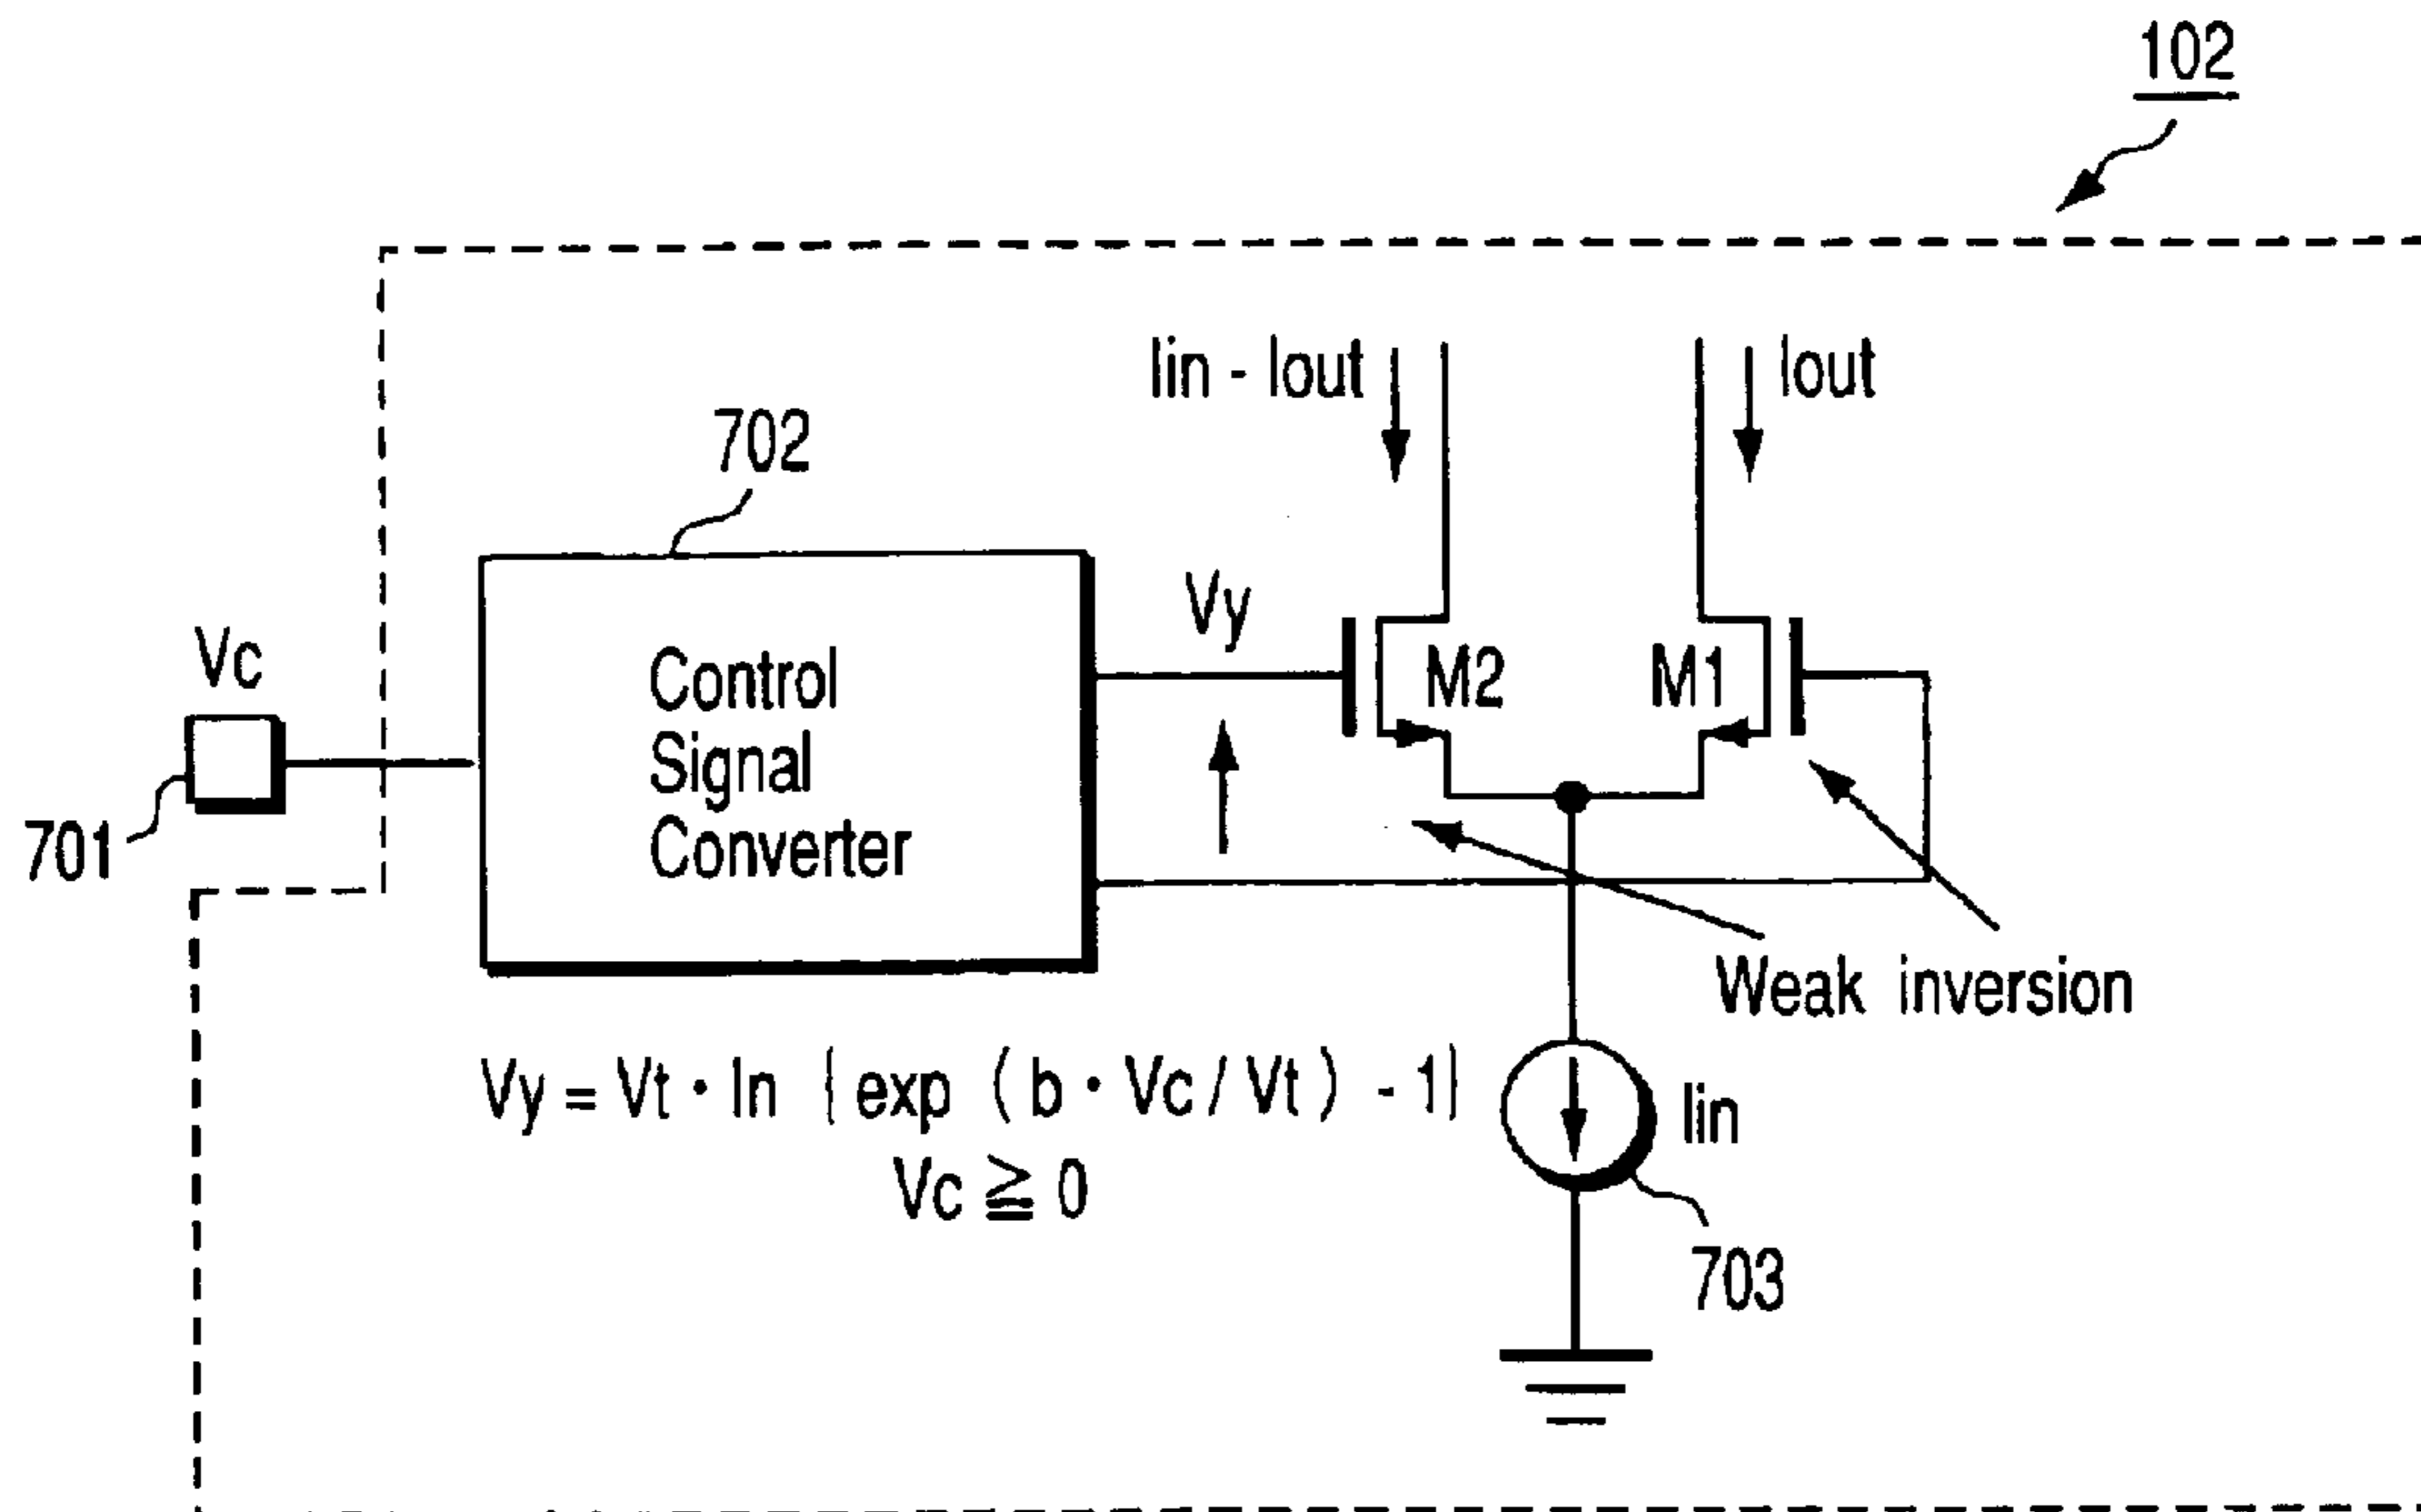 102
Iin - Iout
Iout
702
Vy
Vc
Control
Signal
Converter
M2
M1
701
Weak inversion
Vy = Vt · ln { exp ( b · Vc / Vt ) - 1}
Vc ≧ 0
Iin
703